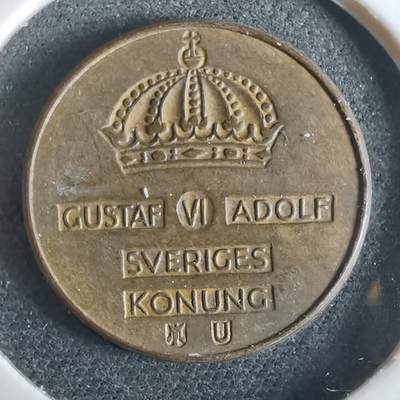 GUSTAF VI ADOLF
SVERIGES
KONUNG
U